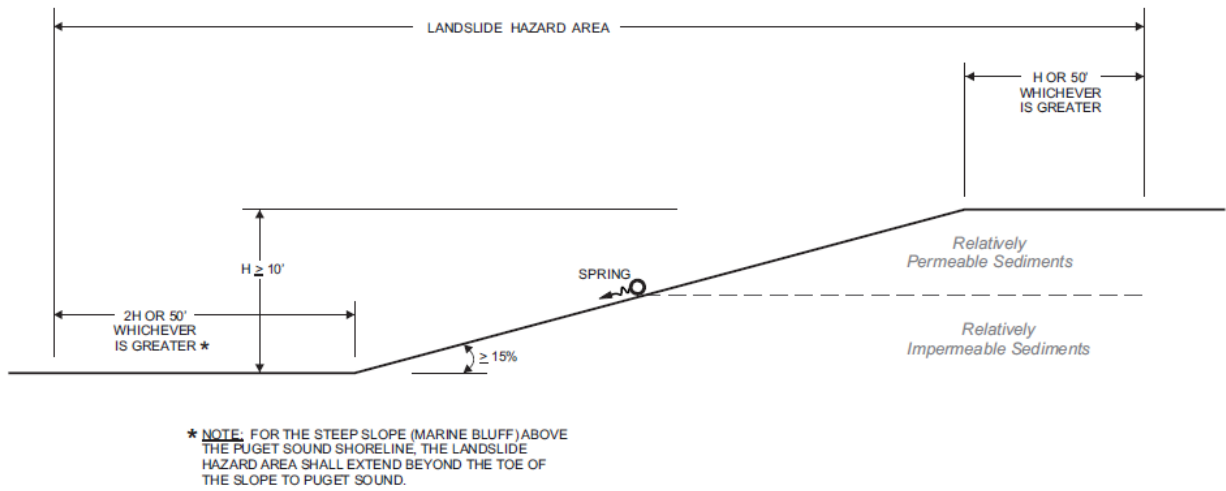 LANDSLIDE HAZARD AREA
H OR 50'
WHICHEVER
IS GREATER
Relatively
Permeable Sediments
SPRING
H ≥ 10'
2H OR 50'
WHICHEVER
IS GREATER *
Relatively
Impermeable Sediments
≥ 15%
* NOTE: FOR THE STEEP SLOPE (MARINE BLUFF) ABOVE
THE PUGET SOUND SHORELINE, THE LANDSLIDE
HAZARD AREA SHALL EXTEND BEYOND THE TOE OF
THE SLOPE TO PUGET SOUND.